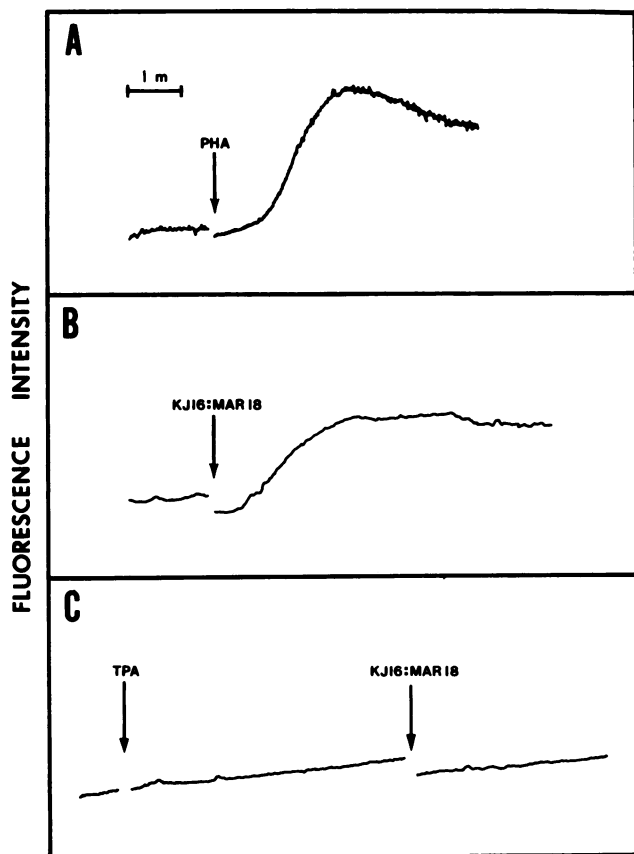 A
1 m
PHA
B
KJ16:MAR18
C
TPA
KJ16:MAR18
FLUORESCENCE INTENSITY